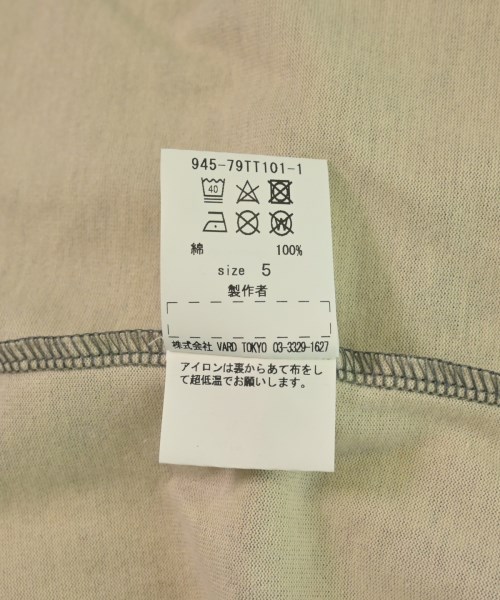 945-79TT101-1
40
綿 100%
size 5
製作者
株式会社 VARD TOKYO 03-3329-1627
アイロンは裏からあて布をし
て超低温でお願いします。